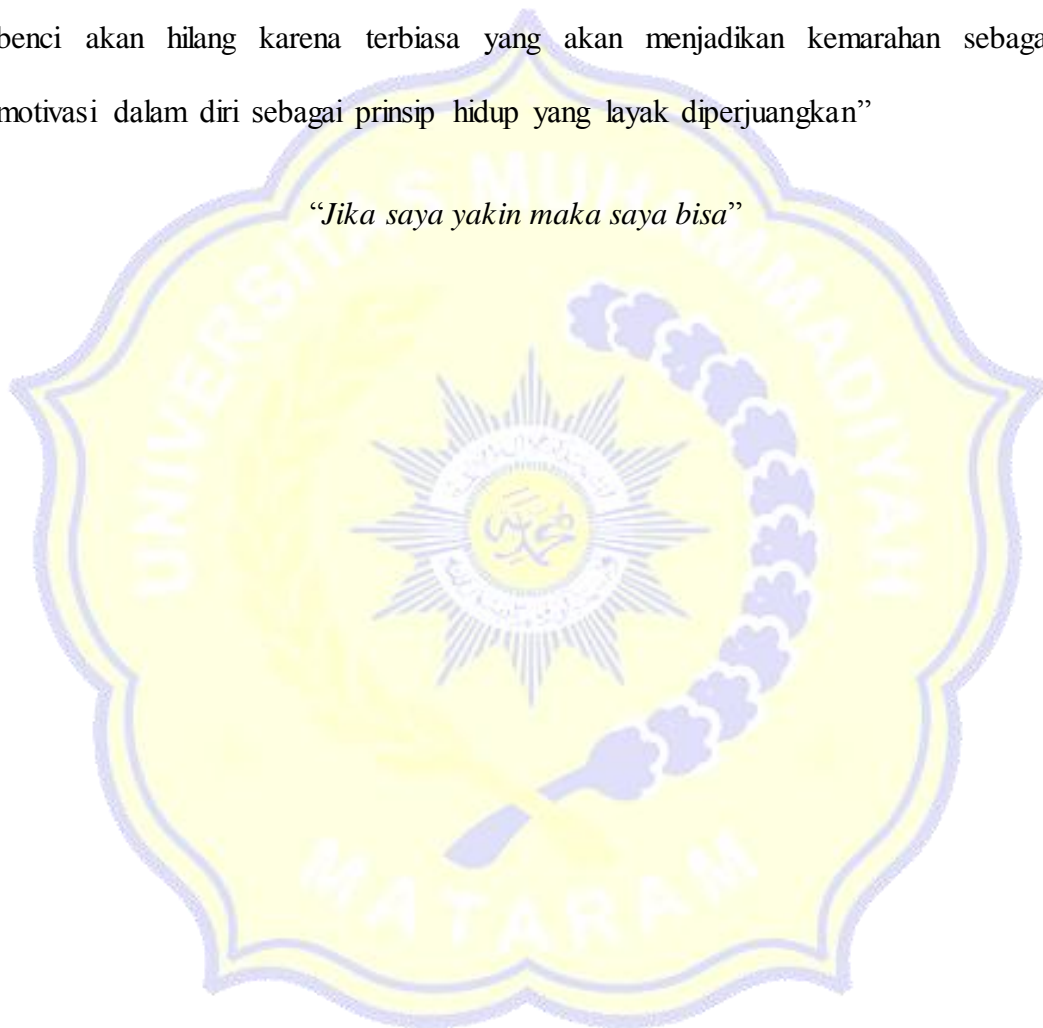 benci akan hilang karena terbiasa yang akan menjadikan kemarahan sebaga
motivasi dalam diri sebagai prinsip hidup yang layak diperjuangkan”
“Jika saya yakin maka saya bisa”
UNIVERSITAS MUHAMMADIYAH
MATARAM